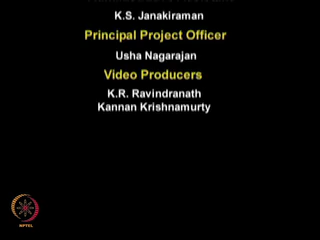 K.S. Janakiraman
Principal Project Officer
Usha Nagarajan
Video Producers
K.R. Ravindranath
Kannan Krishnamurty
NPTEL